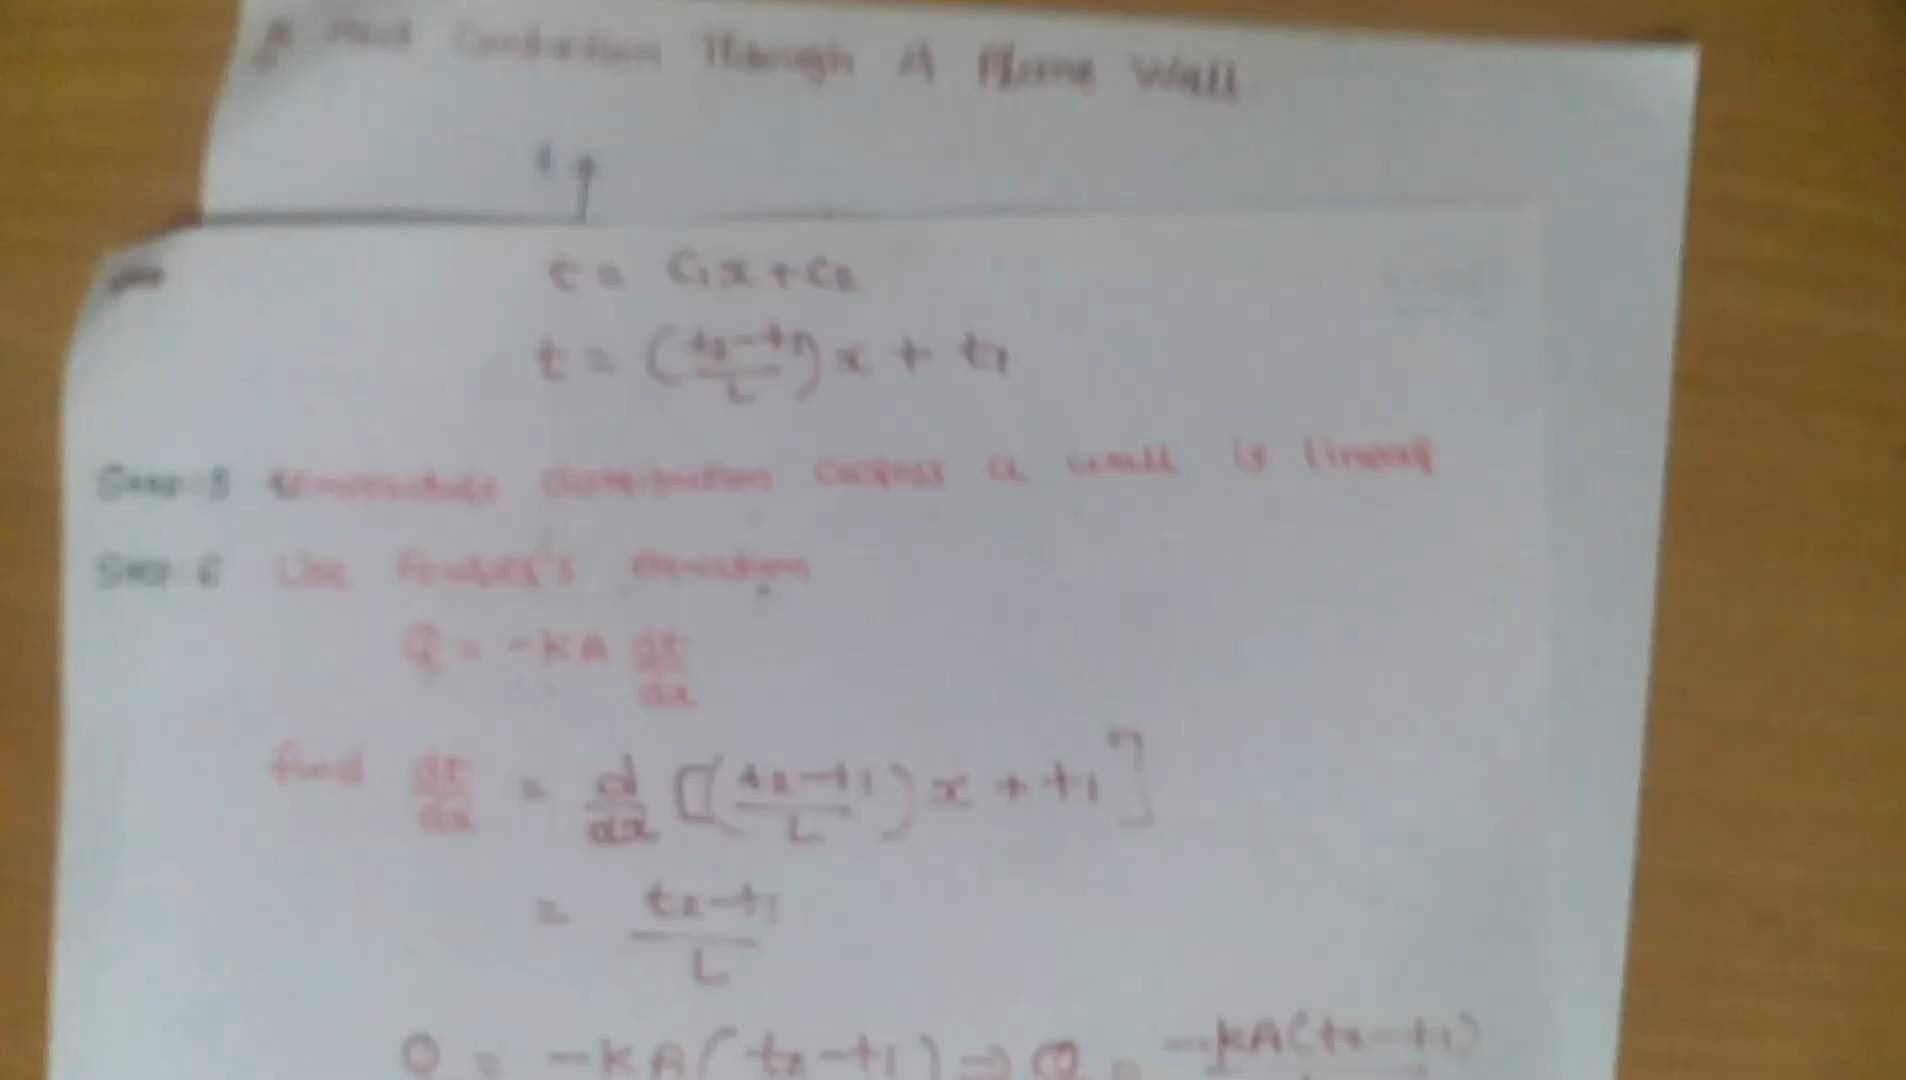 Heat Conduction Through A Plane Wall
t
t = C1x + C2
t = (t2-t1/L) x + t1
Step:5 temperature distribution across a wall is linear
Step:6 Use Fourier's equation
Q = -KA dt/dx
find dt/dx = d/dx [(t2-t1/L) x + t1]
= t2-t1/L
Q = -KA(t2-t1) ⇒ Q = -KA(t2-t1)